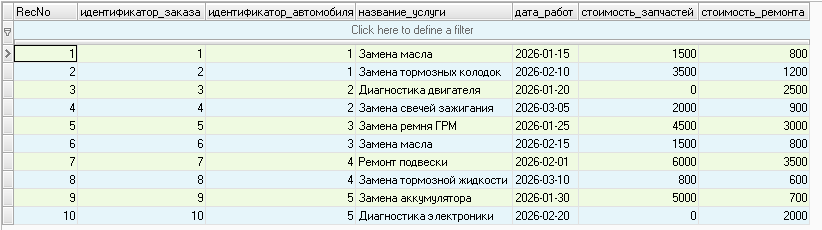 RecNo идентификатор_заказа идентификатор_автомобиля название_услуги дата_работ стоимость_запчастей стоимость_ремонта
Click here to define a filter
1 1 1 Замена масла 2026-01-15 1500 800
2 2 1 Замена тормозных колодок 2026-02-10 3500 1200
3 3 2 Диагностика двигателя 2026-01-20 0 2500
4 4 2 Замена свечей зажигания 2026-03-05 2000 900
5 5 3 Замена ремня ГРМ 2026-01-25 4500 3000
6 6 3 Замена масла 2026-02-15 1500 800
7 7 4 Ремонт подвески 2026-02-01 6000 3500
8 8 4 Замена тормозной жидкости 2026-03-10 800 600
9 9 5 Замена аккумулятора 2026-01-30 5000 700
10 10 5 Диагностика электроники 2026-02-20 0 2000